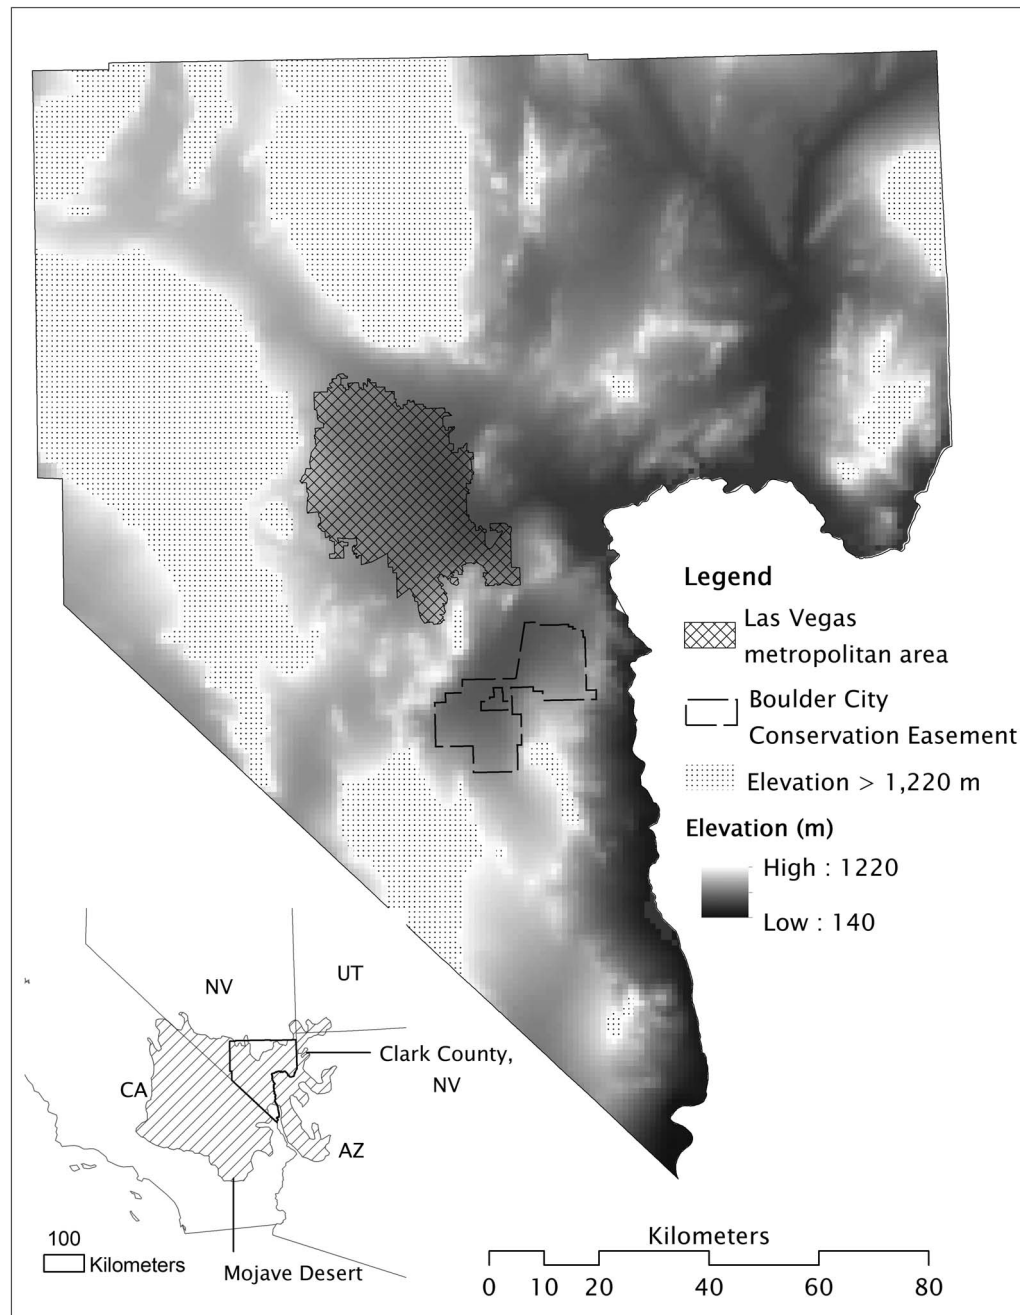 Legend
Las Vegas
metropolitan area
Boulder City
Conservation Easement
Elevation > 1,220 m
Elevation (m)
High : 1220
Low : 140
NV
UT
Clark County,
NV
CA
AZ
100
Kilometers
Mojave Desert
Kilometers
0 10 20 40 60 80